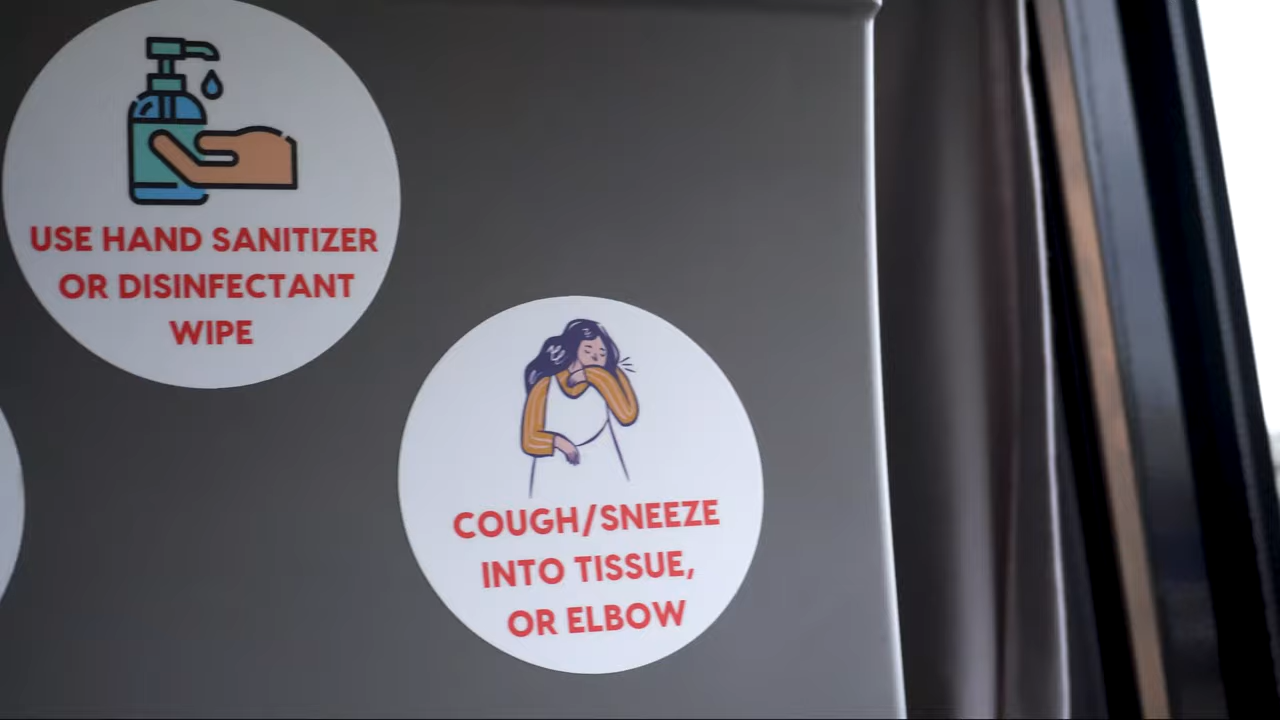 USE HAND SANITIZER
OR DISINFECTANT
WIPE
COUGH/SNEEZE
INTO TISSUE,
OR ELBOW